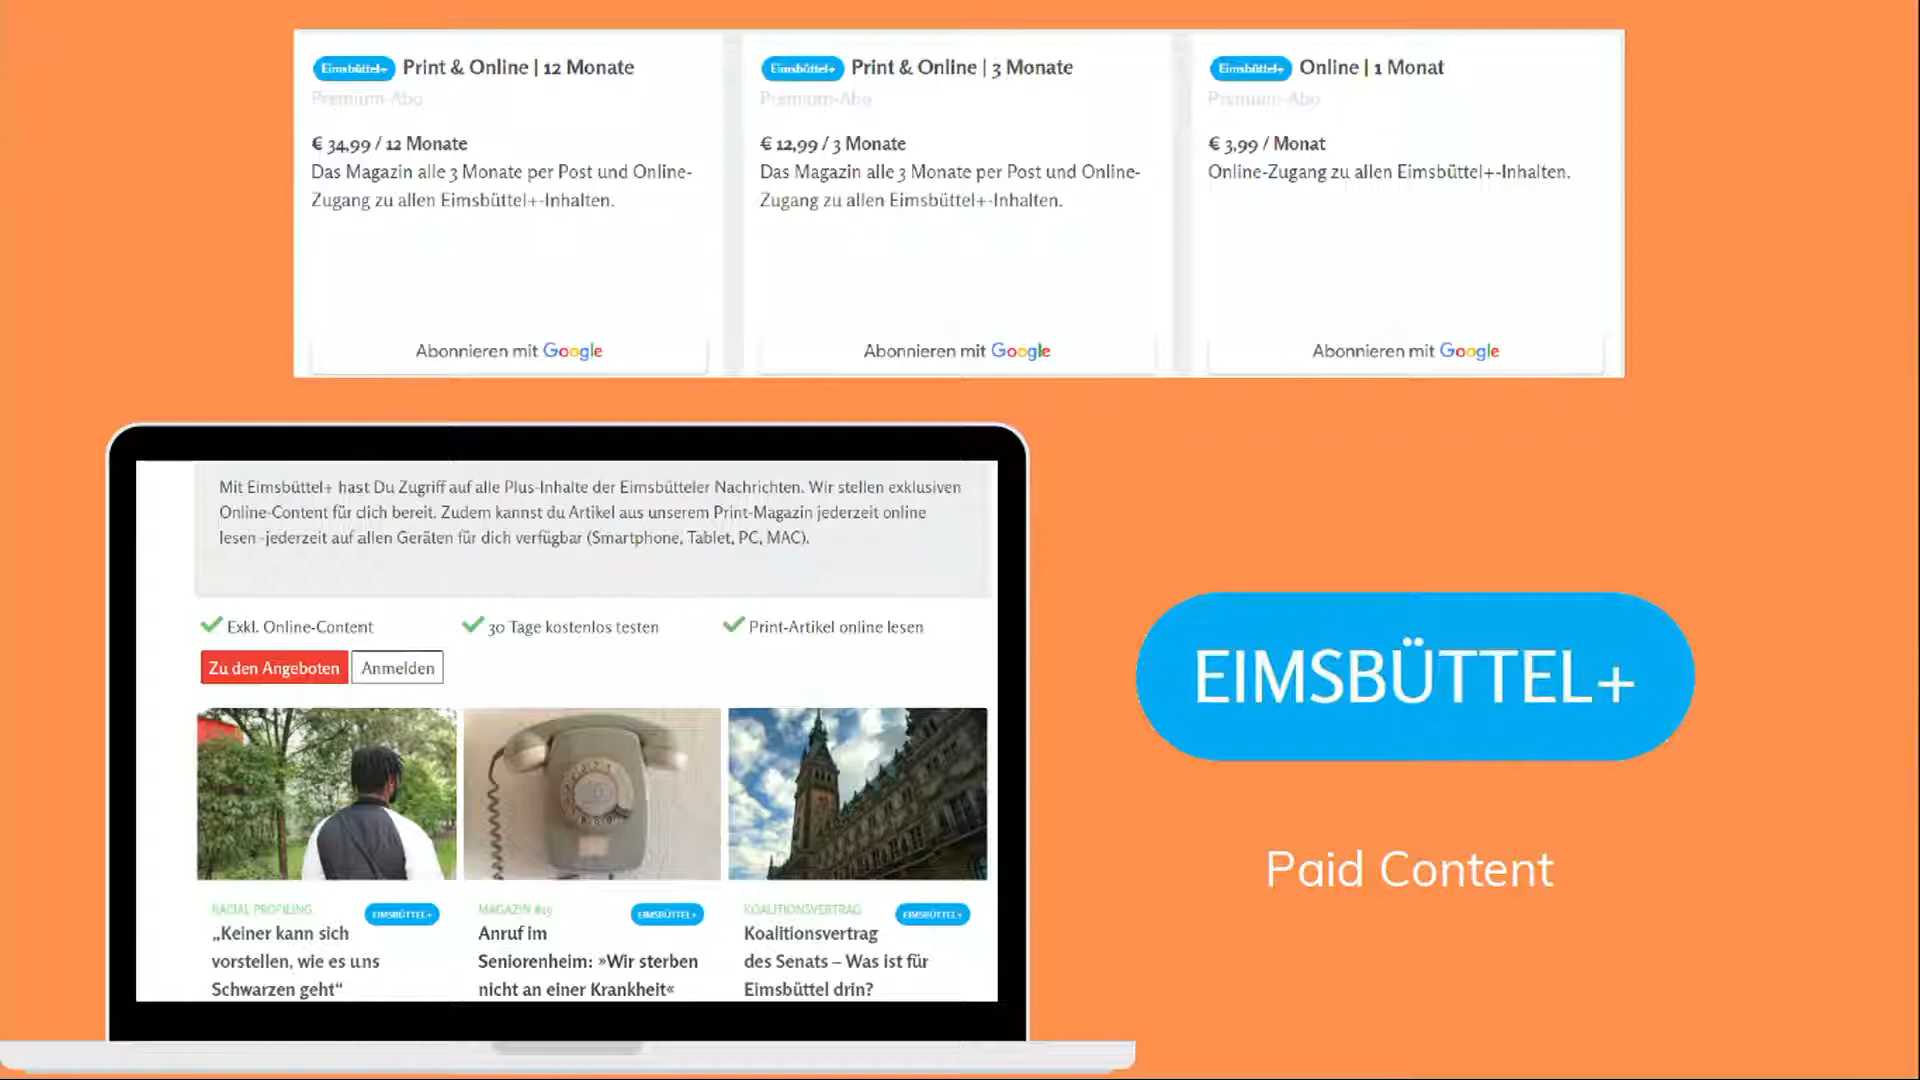 Eimsbüttel+ Print & Online | 12 Monate
Premium-Abo
€ 34,99 / 12 Monate
Das Magazin alle 3 Monate per Post und Online-
Zugang zu allen Eimsbüttel+-Inhalten.
Abonnieren mit Google
Eimsbüttel+ Print & Online | 3 Monate
Premium-Abo
€ 12,99 / 3 Monate
Das Magazin alle 3 Monate per Post und Online-
Zugang zu allen Eimsbüttel+-Inhalten.
Abonnieren mit Google
Eimsbüttel+ Online | 1 Monat
Premium-Abo
€ 3,99 / Monat
Online-Zugang zu allen Eimsbüttel+-Inhalten.
Abonnieren mit Google
Mit Eimsbüttel+ hast Du Zugriff auf alle Plus-Inhalte der Eimsbütteler Nachrichten. Wir stellen exklusiven
Online-Content für dich bereit. Zudem kannst du Artikel aus unserem Print-Magazin jederzeit online
lesen -jederzeit auf allen Geräten für dich verfügbar (Smartphone, Tablet, PC, MAC).
Exkl. Online-Content
30 Tage kostenlos testen
Print-Artikel online lesen
Zu den Angeboten
Anmelden
RACIAL PROFILING
EIMSBÜTTEL+
„Keiner kann sich
vorstellen, wie es uns
Schwarzen geht“
MAGAZIN #19
EIMSBÜTTEL+
Anruf im
Seniorenheim: »Wir sterben
nicht an einer Krankheit«
KOALITIONSVERTRAG
EIMSBÜTTEL+
Koalitionsvertrag
des Senats – Was ist für
Eimsbüttel drin?
EIMSBÜTTEL+
Paid Content